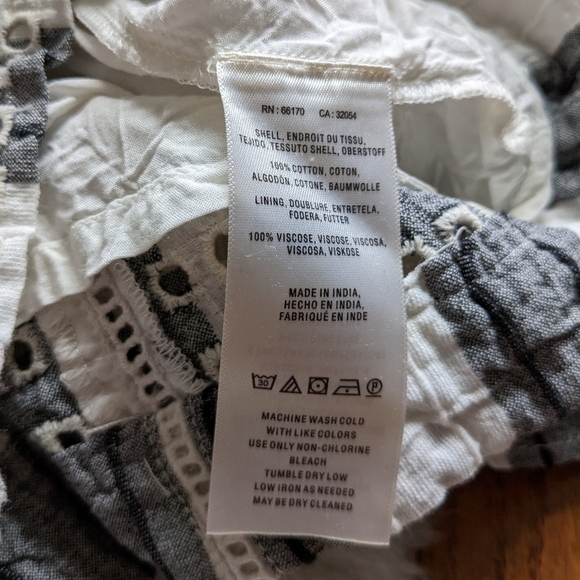 RN : 66170 CA : 32054
SHELL, ENDROIT DU TISSU,
TEJIDO, TESSUTO SHELL, OBERSTOFF
100% COTTON, COTON,
ALGODÓN, COTONE, BAUMWOLLE
LINING, DOUBLURE, ENTRETELA,
FODERA, FUTTER
100% VISCOSE, VISCOSE, VISCOSA,
VISCOSA, VISKOSE
MADE IN INDIA,
HECHO EN INDIA,
FABRIQUÉ EN INDE
30 P
MACHINE WASH COLD
WITH LIKE COLORS
USE ONLY NON-CHLORINE
BLEACH
TUMBLE DRY LOW
LOW IRON AS NEEDED
MAY BE DRY CLEANED